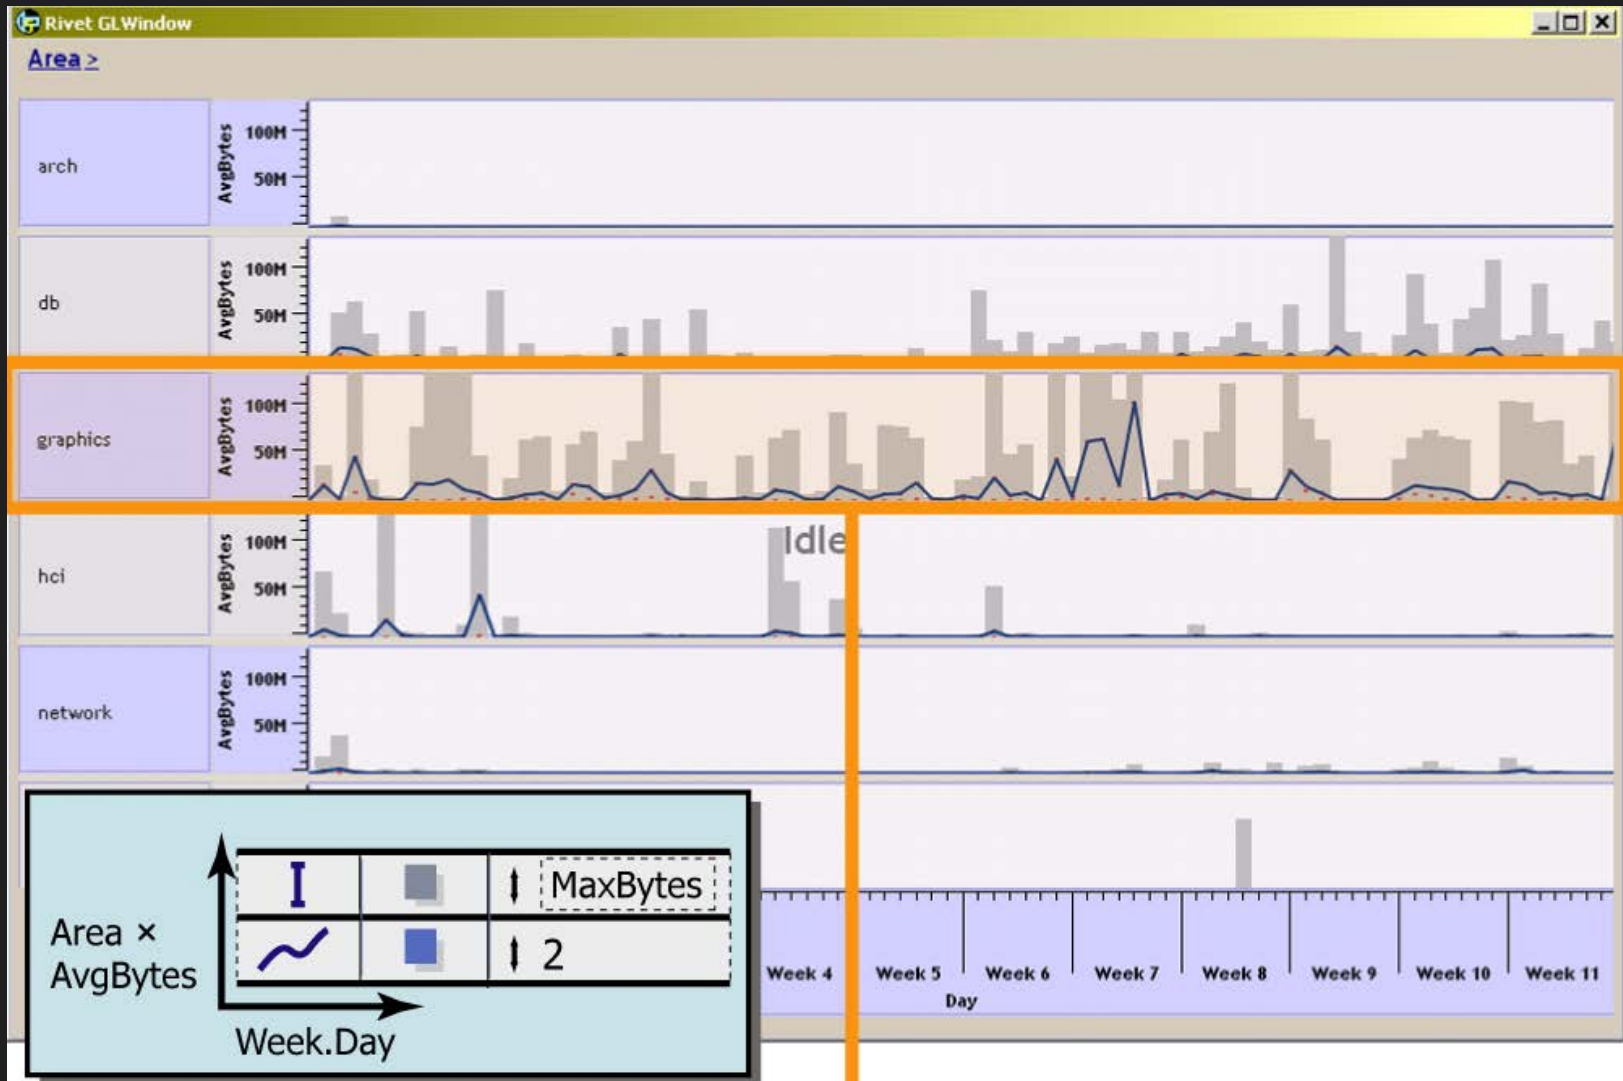 Rivet GLWindow
Area >
arch
AvgBytes
100M
50M
db
AvgBytes
100M
50M
graphics
AvgBytes
100M
50M
hci
AvgBytes
100M
50M
Idle
network
AvgBytes
100M
50M
MaxBytes
2
Area ×
AvgBytes
Week.Day
Week 4 Week 5 Week 6 Week 7 Week 8 Week 9 Week 10 Week 11
Day